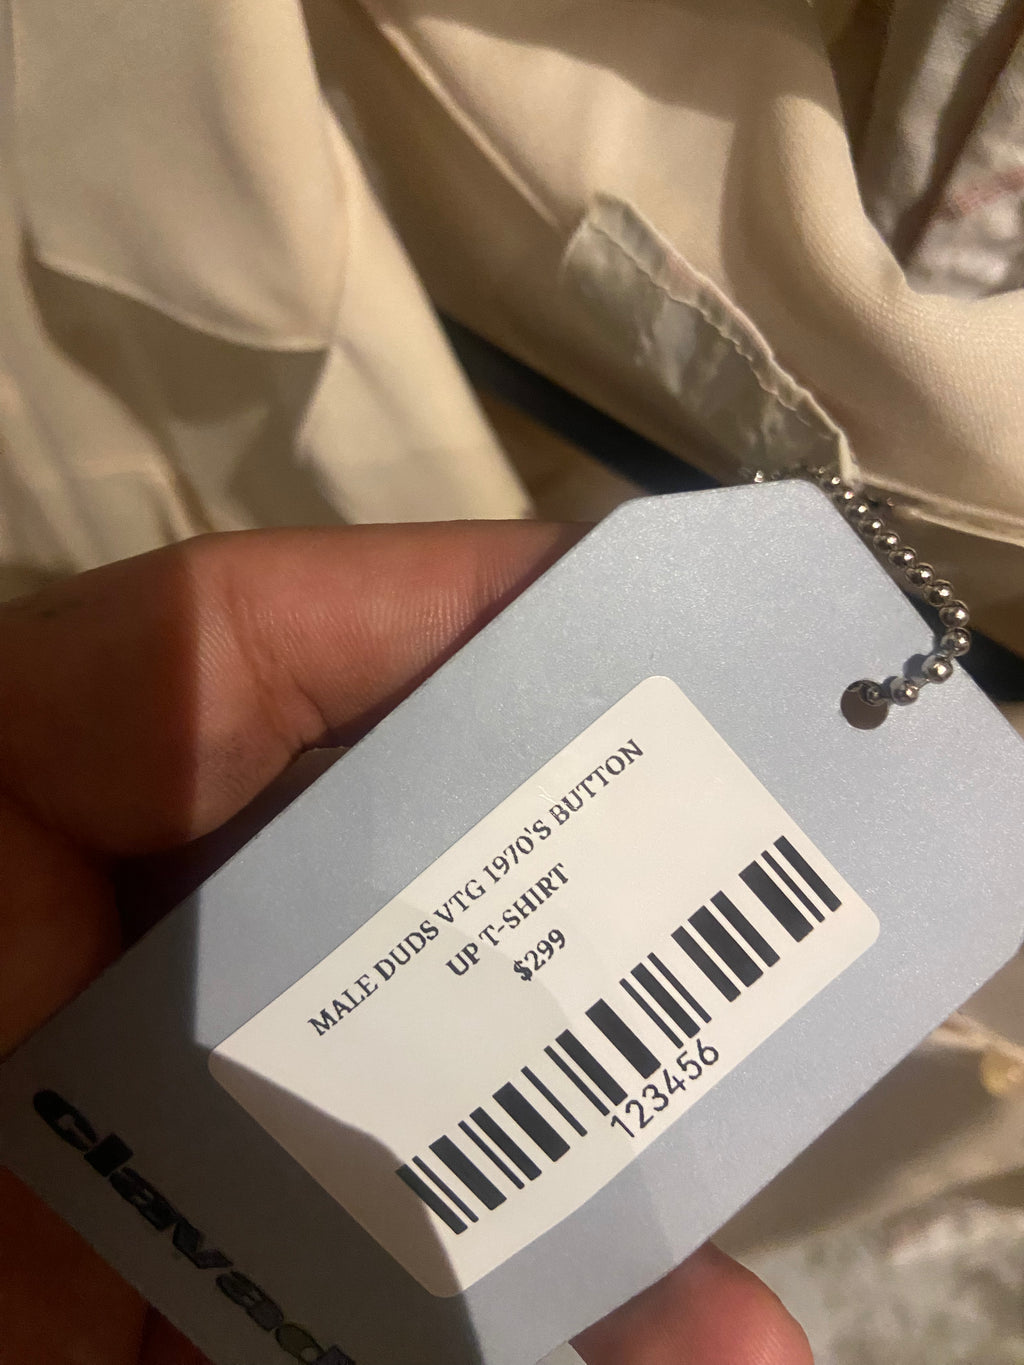 MALE DUDS VTG 1970'S BUTTON
UP T-SHIRT
$299
123456